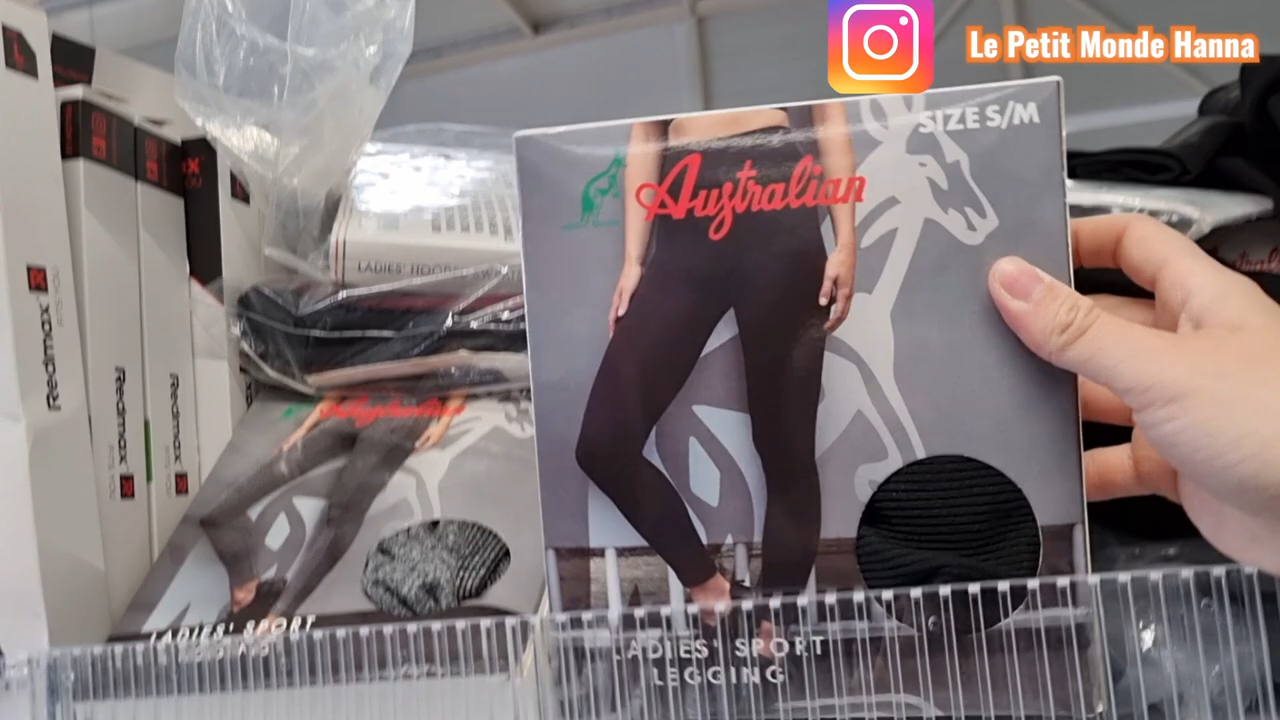 Le Petit Monde Hanna
SIZE S/M
Australian
LADIES' SPORT
LEGGING
Redmax
Redmax
Redmax
Australian
LADIES' SPORT